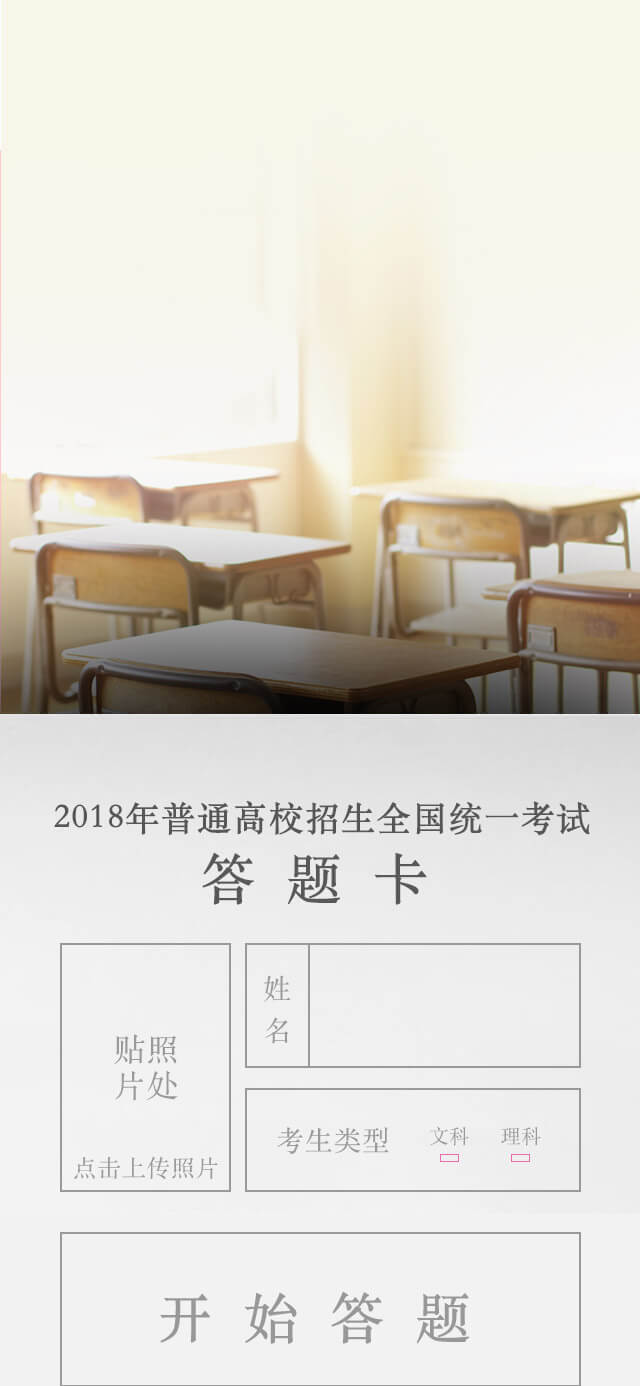 2018年普通高校招生全国统一考试
答题卡
姓名
贴照
片处
点击上传照片
考生类型 文科 理科
开始答题